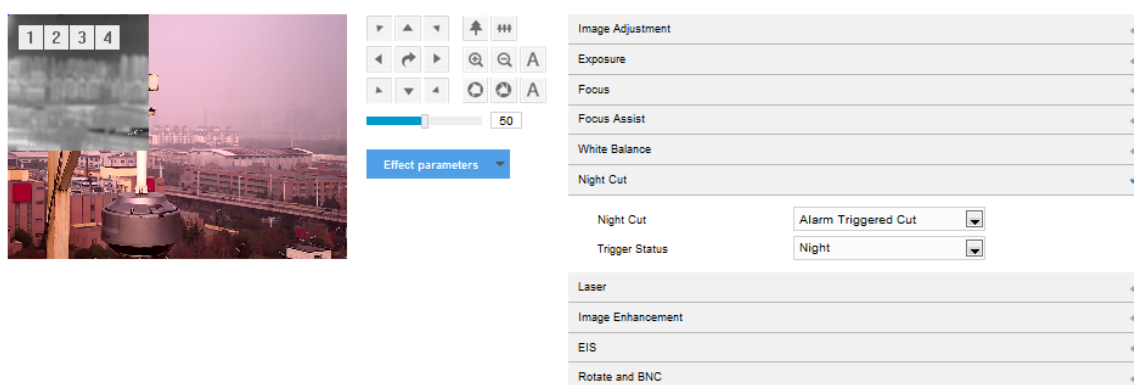 1 2 3 4
A
A
50
Effect parameters
Image Adjustment
Exposure
Focus
Focus Assist
White Balance
Night Cut
Night Cut Alarm Triggered Cut
Trigger Status Night
Laser
Image Enhancement
EIS
Rotate and BNC